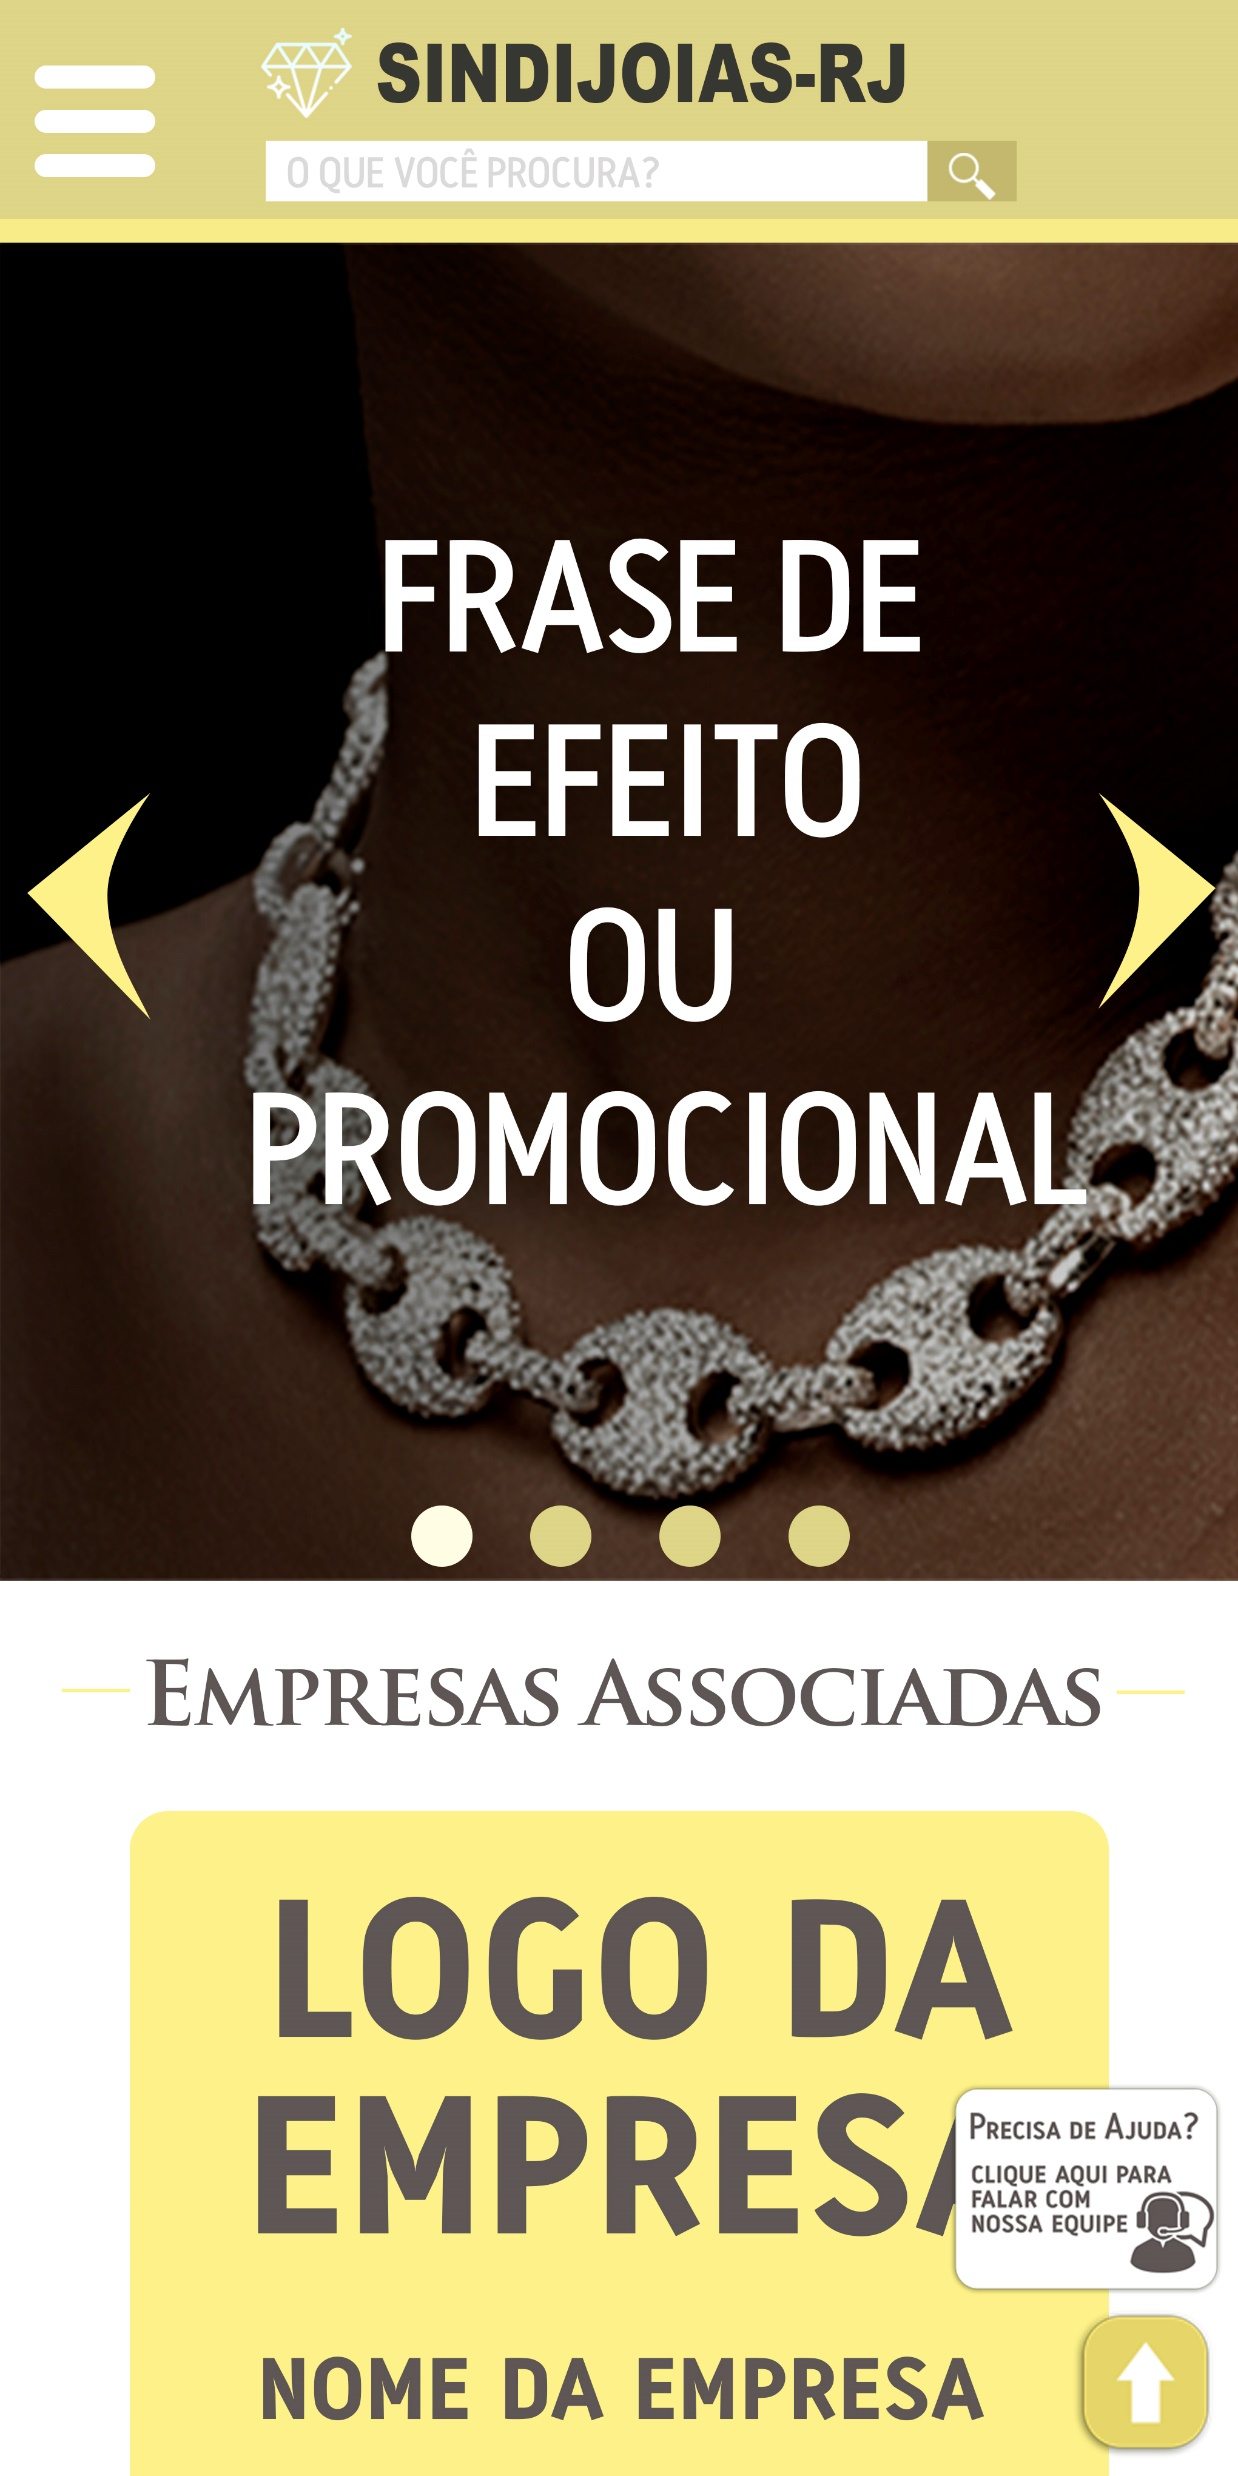 SINDIJOIAS-RJ
O QUE VOCÊ PROCURA?
FRASE DE
EFEITO
OU
PROMOCIONAL
EMPRESAS ASSOCIADAS
LOGO DA
EMPRESA
PRECISA DE AJUDA?
CLIQUE AQUI PARA
FALAR COM
NOSSA EQUIPE
NOME DA EMPRESA